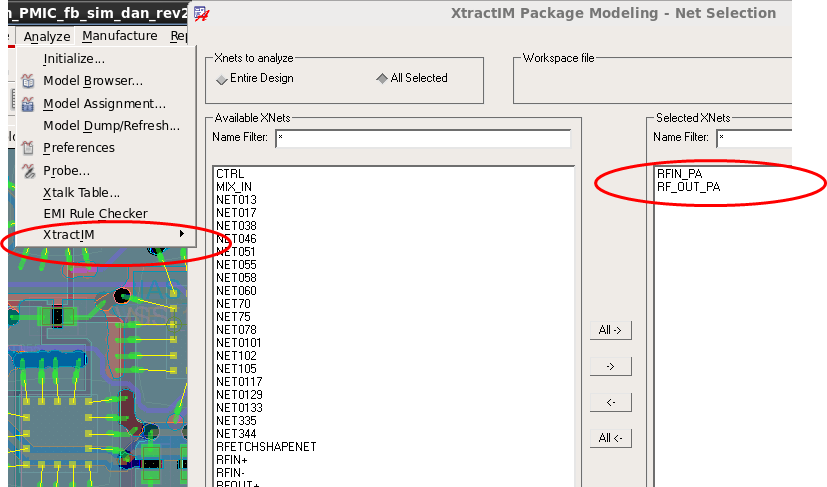 n_PMIC_fb_sim_dan_rev2
XtractIM Package Modeling - Net Selection
Analyze Manufacture
Initialize...
Model Browser...
Model Assignment...
Model Dump/Refresh...
Preferences
Probe...
Xtalk Table...
EMI Rule Checker
XtractIM
Xnets to analyze
Entire Design
All Selected
Workspace file
Available XNets
Name Filter: *
CTRL
MIX_IN
NET013
NET017
NET038
NET046
NET051
NET055
NET058
NET060
NET70
NET75
NET078
NET0101
NET102
NET105
NET0117
NET0129
NET0133
NET335
NET344
RFETCHSHAPENET
RFIN+
RFIN-
RFOUT+
All ->
->
<-
All <-
Selected XNets
Name Filter: *
RFIN_PA
RF_OUT_PA